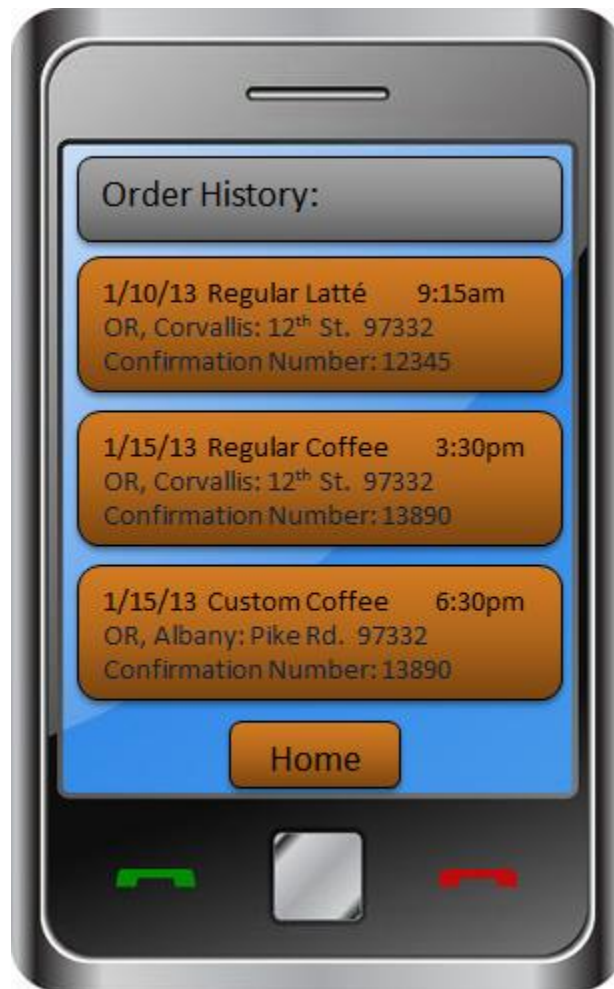 Order History:
1/10/13 Regular Latté 9:15am
OR, Corvallis: 12th St. 97332
Confirmation Number: 12345
1/15/13 Regular Coffee 3:30pm
OR, Corvallis: 12th St. 97332
Confirmation Number: 13890
1/15/13 Custom Coffee 6:30pm
OR, Albany: Pike Rd. 97332
Confirmation Number: 13890
Home